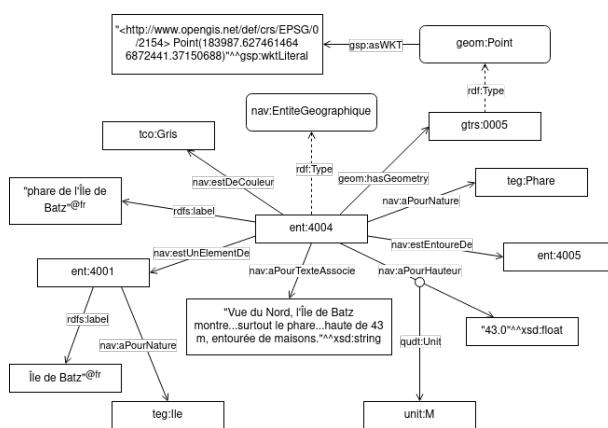 "<http://www.opengis.net/def/crs/EPSG/0
/2154> Point(183987.627461464
6872441.37150688)"^^gsp:wktLiteral
gsp:asWKT
geom:Point
rdf:Type
nav:EntiteGeographique
gtrs:0005
tco:Gris
rdf:Type
nav:estDeCouleur
geom:hasGeometry
teg:Phare
"phare de l'Île de
Batz"@fr
rdfs:label
nav:aPourNature
ent:4004
nav:estUnElementDe
nav:estEntoureDe
ent:4005
ent:4001
nav:aPourTexteAssocie
nav:aPourHauteur
rdfs:label
nav:aPourNature
"Vue du Nord, l'Île de Batz
montre...surtout le phare...haute de 43
m, entourée de maisons."^^xsd:string
"43.0"^^xsd:float
qudt:Unit
Île de Batz"@fr
teg:Ile
unit:M